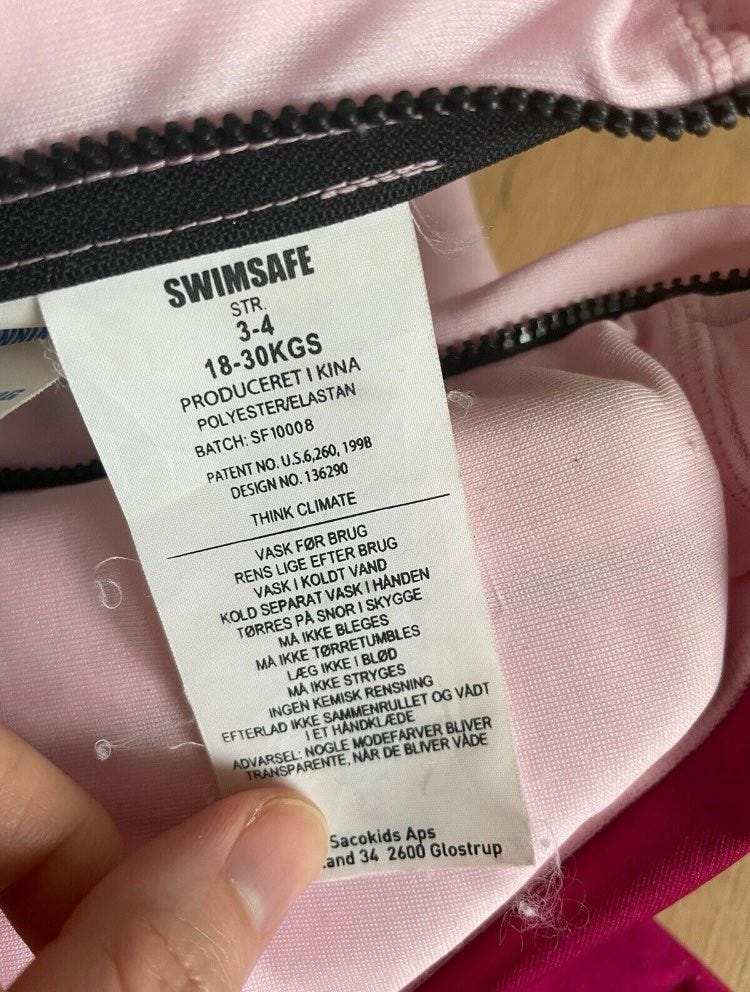 SWIMSAFE
STR.
3-4
18-30KGS
PRODUCERET I KINA
POLYESTER/ELASTAN
BATCH: SF10008
PATENT NO. U.S.6,260, 199B
DESIGN NO. 136290
THINK CLIMATE
VASK FØR BRUG
RENS LIGE EFTER BRUG
VASK I KOLDT VAND
KOLD SEPARAT VASK I HÅNDEN
TØRRES PÅ SNOR I SKYGGE
MÅ IKKE BLEGES
MÅ IKKE TØRRETUMBLES
LÆG IKKE I BLØD
MÅ IKKE STRYGES
INGEN KEMISK RENSNING
EFTERLAD IKKE SAMMENRULLET OG VÅDT
I ET HÅNDKLÆDE
ADVARSEL: NOGLE MODEFARVER BLIVER
TRANSPARENTE, NÅR DE BLIVER VÅDE
Sacokids Aps
34 2600 Glostrup